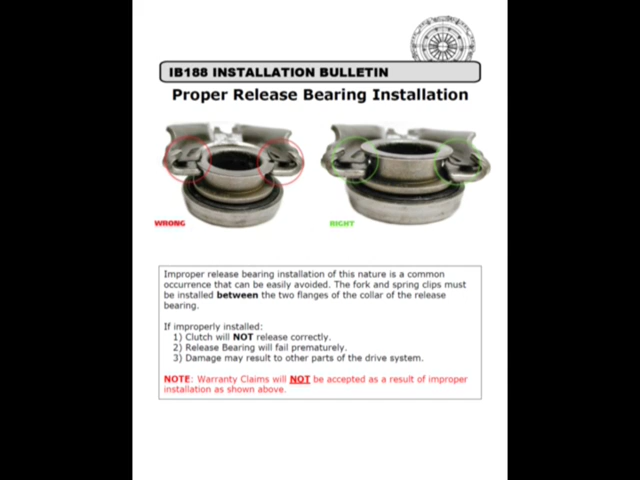 IB188 INSTALLATION BULLETIN
Proper Release Bearing Installation
WRONG
RIGHT
Improper release bearing installation of this nature is a common
occurrence that can be easily avoided. The fork and spring clips must
be installed between the two flanges of the collar of the release
bearing.
If improperly installed:
1) Clutch will NOT release correctly.
2) Release Bearing will fail prematurely.
3) Damage may result to other parts of the drive system.
NOTE: Warranty Claims will NOT be accepted as a result of improper
installation as shown above.